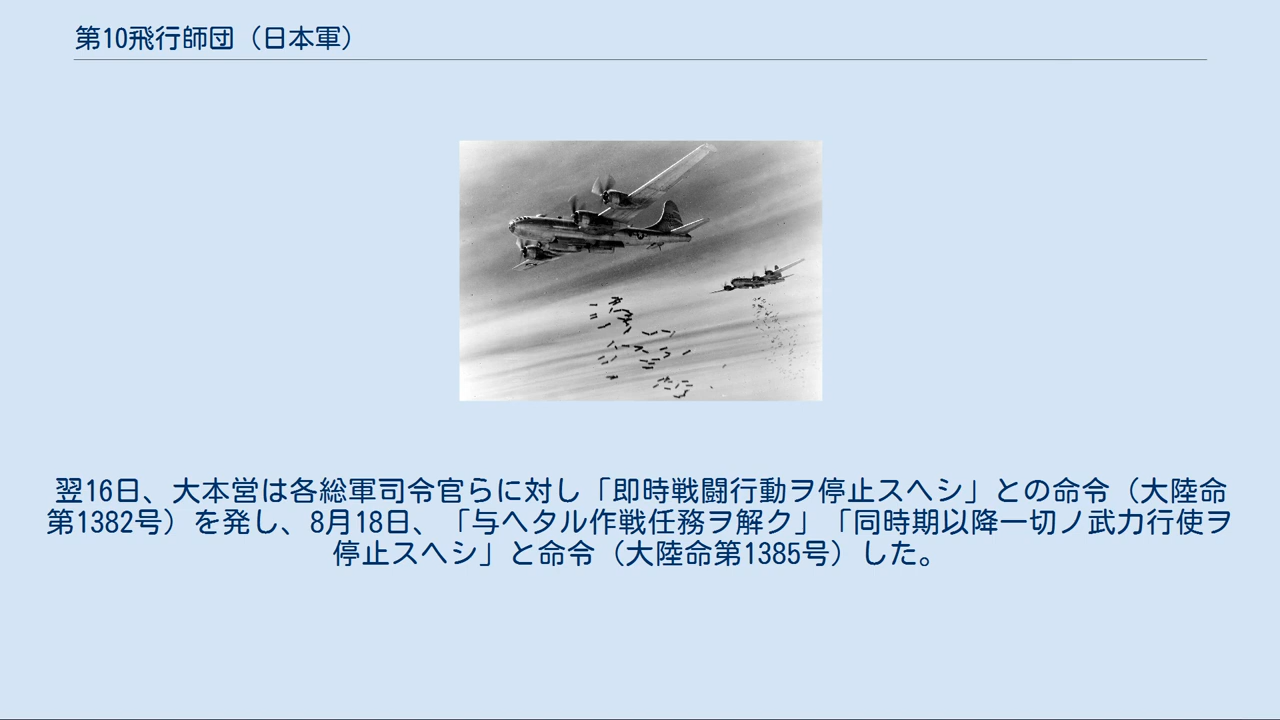 第10飛行師団（日本軍）
翌16日、大本営は各総軍司令官らに対し「即時戦闘行動ヲ停止スヘシ」との命令（大陸命
第1382号）を発し、8月18日、「与ヘタル作戦任務ヲ解ク」「同時期以降一切ノ武力行使ヲ
停止スヘシ」と命令（大陸命第1385号）した。